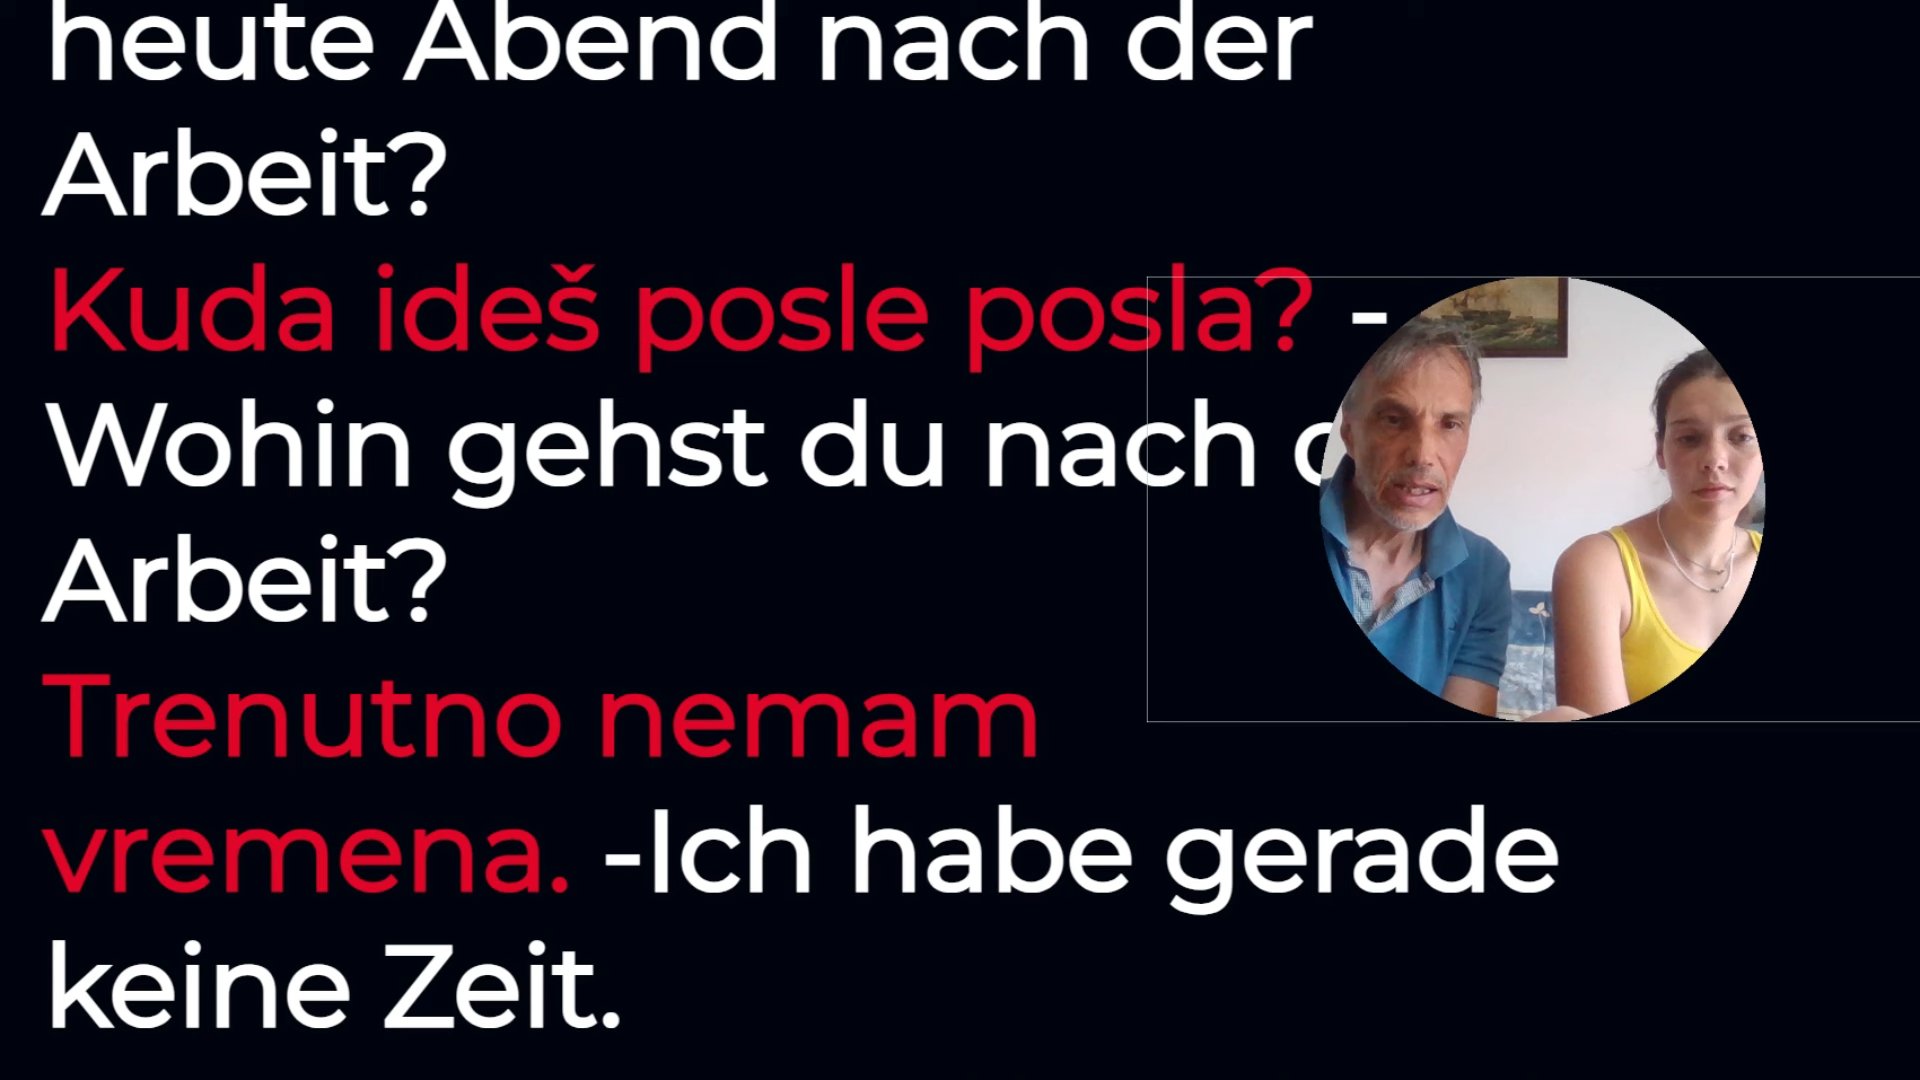 heute Abend nach der
Arbeit?
Kuda ideš posle posla? -
Wohin gehst du nach
Arbeit?
Trenutno nemam
vremena. -Ich habe gerade
keine Zeit.